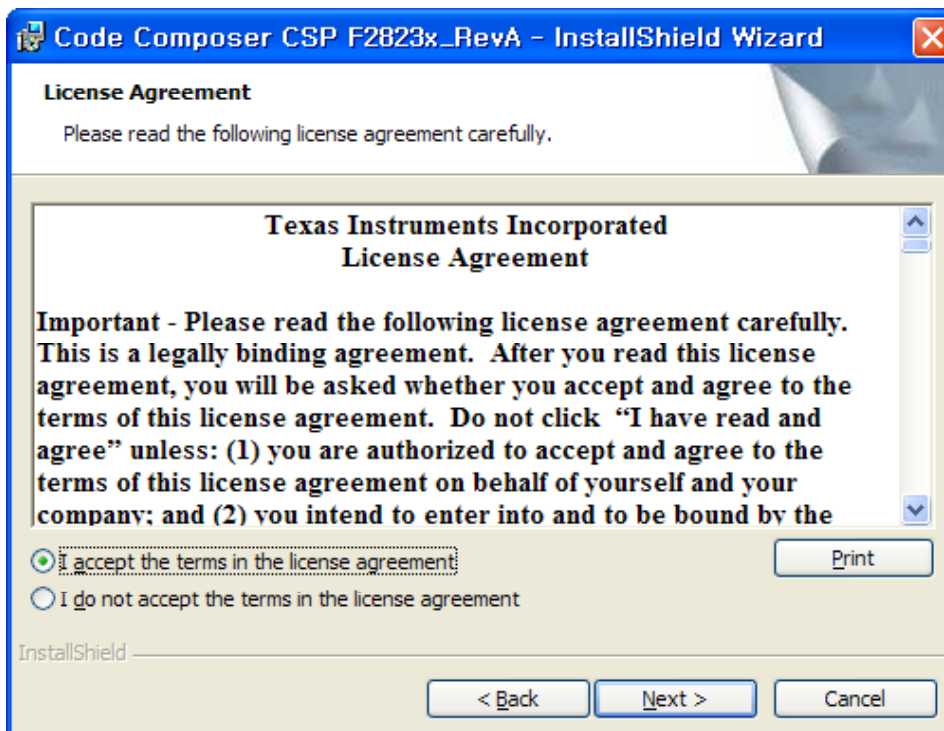 Code Composer CSP F2823x_RevA - InstallShield Wizard
License Agreement
Please read the following license agreement carefully.
Texas Instruments Incorporated
License Agreement
Important - Please read the following license agreement carefully.
This is a legally binding agreement.  After you read this license
agreement, you will be asked whether you accept and agree to the
terms of this license agreement.  Do not click  “I have read and
agree” unless: (1) you are authorized to accept and agree to the
terms of this license agreement on behalf of yourself and your
company; and (2) you intend to enter into and to be bound by the
I accept the terms in the license agreement
Print
I do not accept the terms in the license agreement
InstallShield
< Back
Next >
Cancel